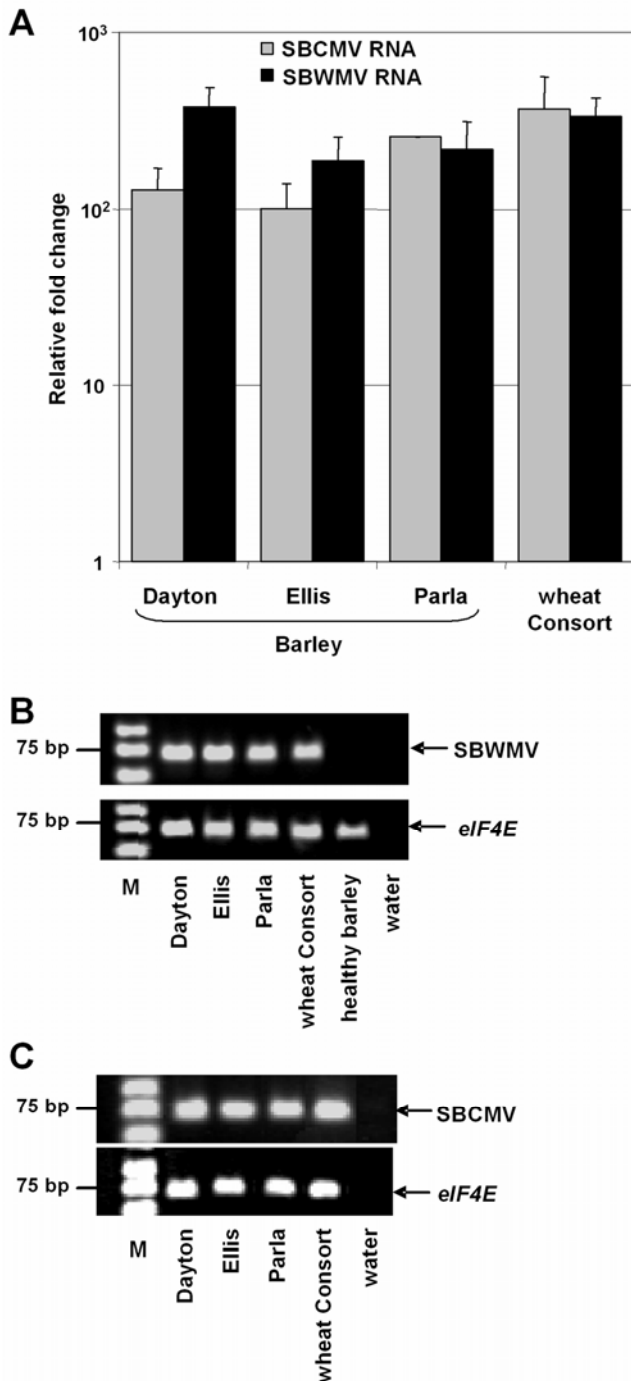 A
10³
SBCMV RNA
SBWMV RNA
10²
10
1
Relative fold change
Dayton Ellis Parla wheat Consort
Barley
B
75 bp
SBWMV
75 bp
eIF4E
M Dayton Ellis Parla wheat Consort healthy barley water
C
75 bp
SBCMV
75 bp
eIF4E
M Dayton Ellis Parla wheat Consort water